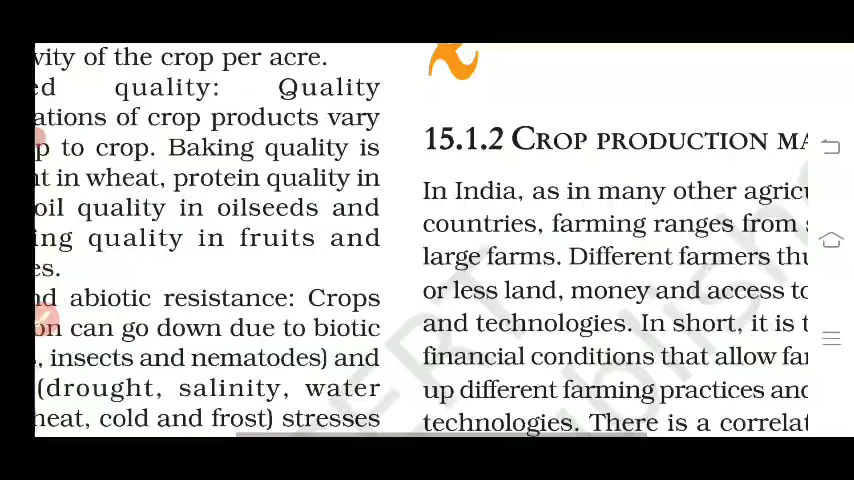 vity of the crop per acre.
ed quality: Quality
ations of crop products vary
p to crop. Baking quality is
nt in wheat, protein quality in
oil quality in oilseeds and
ing quality in fruits and
es.
nd abiotic resistance: Crops
on can go down due to biotic
, insects and nematodes) and
(drought, salinity, water
heat, cold and frost) stresses
15.1.2 CROP PRODUCTION MA
In India, as in many other agricu
countries, farming ranges from s
large farms. Different farmers thu
or less land, money and access to
and technologies. In short, it is t
financial conditions that allow far
up different farming practices and
technologies. There is a correlat